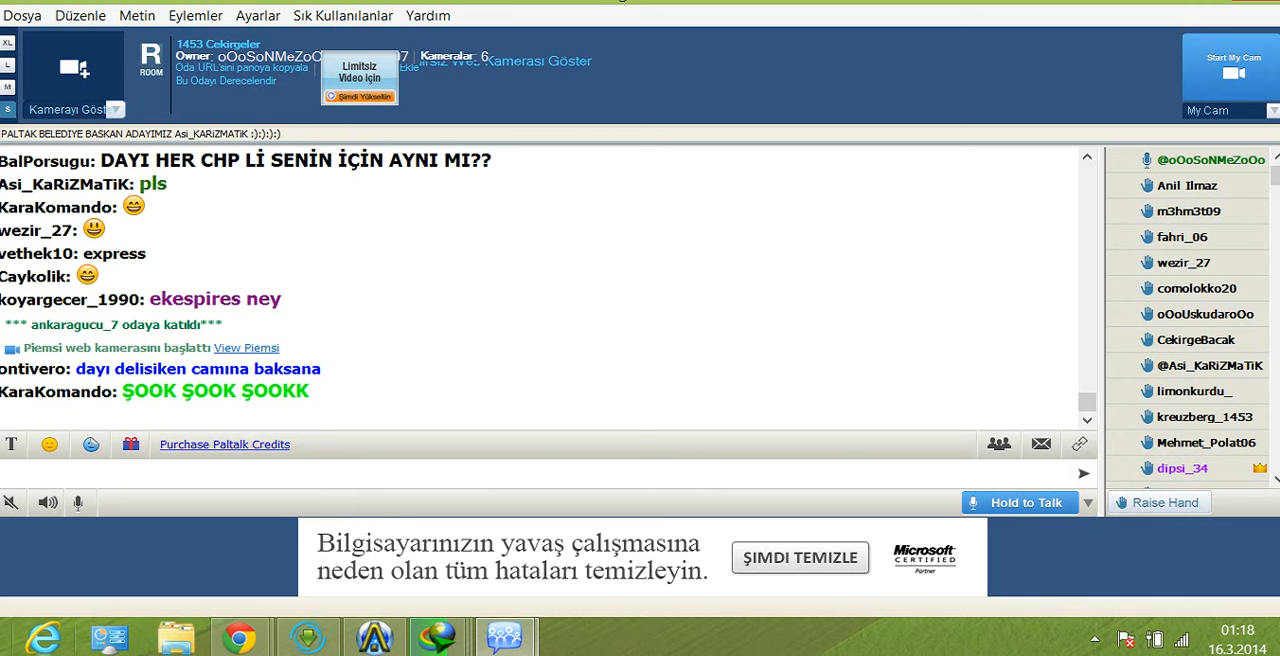 Dosya Düzenle Metin Eylemler Ayarlar Sık Kullanılanlar Yardım
XL
L
M
S
Kamerayı Göst
R
ROOM
1453 Cekirgeler
Owner: oOoSoNMeZoO 07 | Kameralar: 6
Oda URL'sini panoya kopyala | Ekle
Web Kamerası Göster
Bu Odayı Derecelendir
Limitsiz
Video için
Şimdi Yükseltin
Start My Cam
My Cam
PALTAK BELEDIYE BASKAN ADAYIMIZ Asi_KARiZMATiK :):):):)
BalPorsugu: DAYI HER CHP Lİ SENİN İÇİN AYNI MI??
Asi_KaRiZMaTiK: pls
KaraKomando: 😄
wezir_27: 😃
vethek10: express
Caykolik: 😄
koyargecer_1990: ekespires ney
*** ankaragucu_7 odaya katıldı***
Piemsi web kamerasını başlattı View Piemsi
ontivero: dayı delisiken camına baksana
KaraKomando: ŞOOK ŞOOK ŞOOKK
@oOoSoNMeZoOo
Anil Ilmaz
m3hm3t09
fahri_06
wezir_27
comolokko20
oOoUskudaroOo
CekirgeBacak
@Asi_KaRiZMaTiK
limonkurdu_
kreuzberg_1453
Mehmet_Polat06
dipsi_34
T Purchase Paltalk Credits
Hold to Talk
Raise Hand
Bilgisayarınızın yavaş çalışmasına
neden olan tüm hataları temizleyin.
ŞIMDI TEMIZLE
Microsoft
CERTIFIED
Partner
01:18
16.3.2014